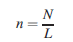 n = N/L